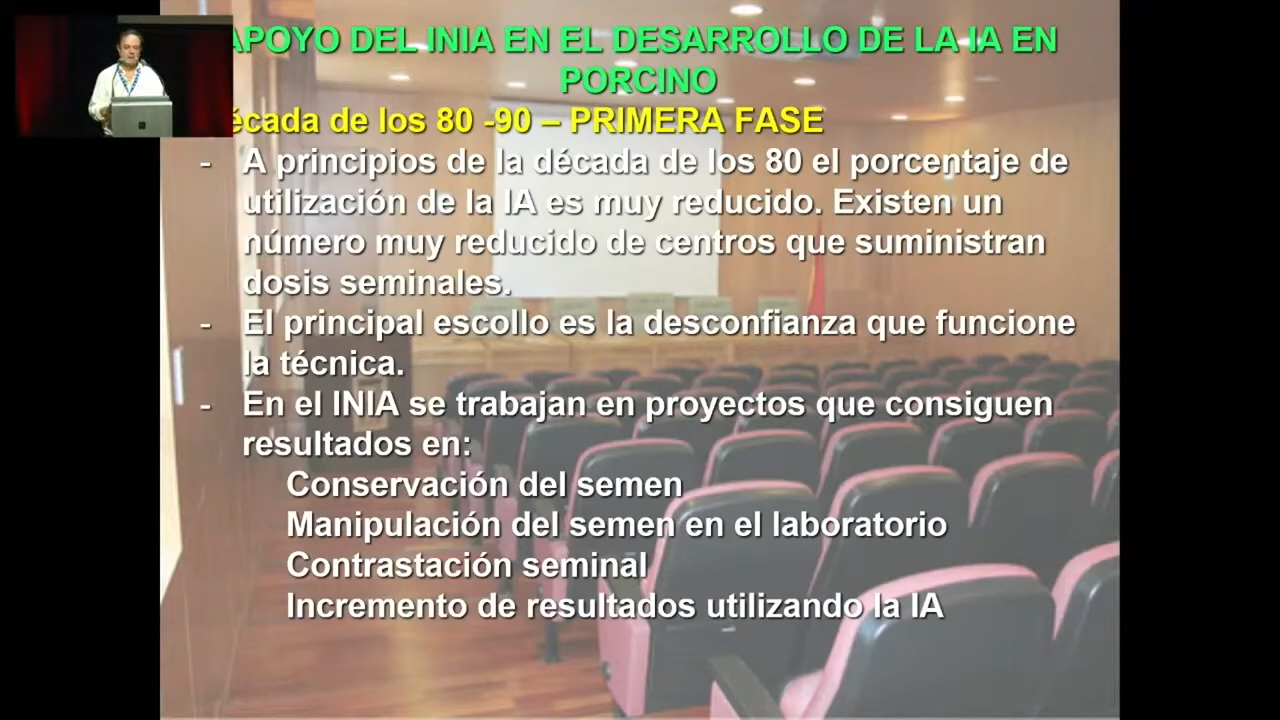 APOYO DEL INIA EN EL DESARROLLO DE LA IA EN
PORCINO
écada de los 80 -90 – PRIMERA FASE
- A principios de la década de los 80 el porcentaje de
utilización de la IA es muy reducido. Existen un
número muy reducido de centros que suministran
dosis seminales.
- El principal escollo es la desconfianza que funcione
la técnica.
- En el INIA se trabajan en proyectos que consiguen
resultados en:
Conservación del semen
Manipulación del semen en el laboratorio
Contrastación seminal
Incremento de resultados utilizando la IA